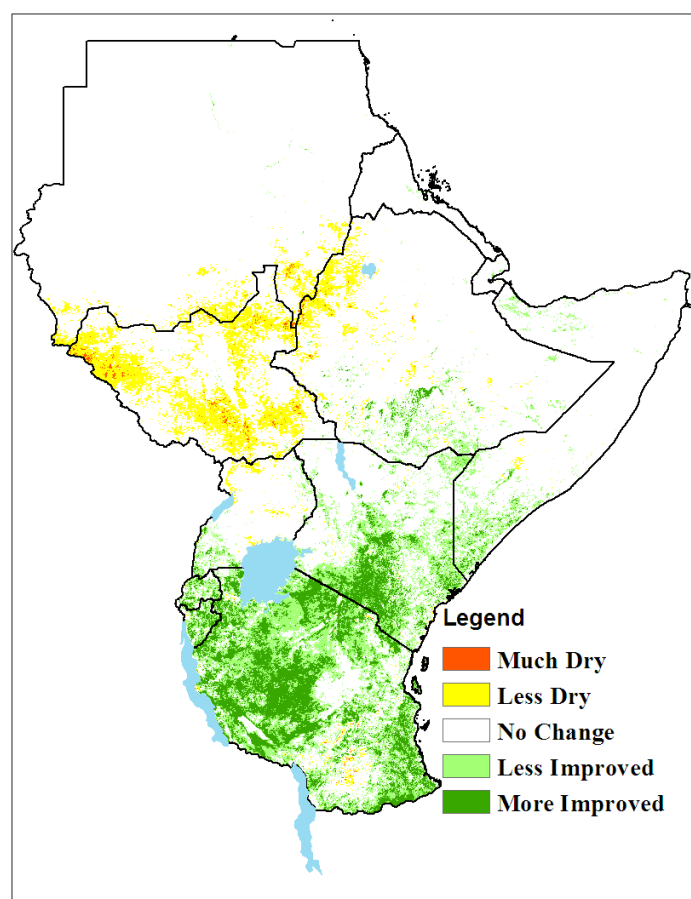 Legend
Much Dry
Less Dry
No Change
Less Improved
More Improved